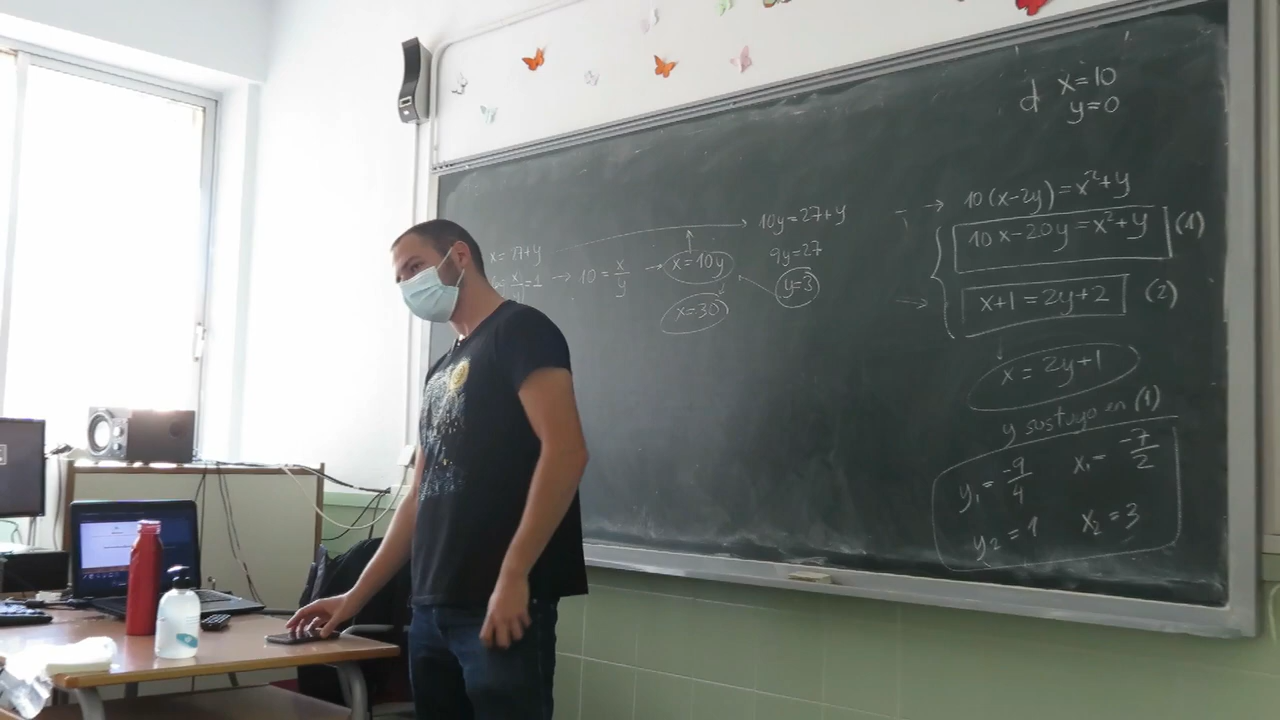 d x=10
y=0
x=27+y
x/y=1 → 10 = x/y → x=10y
x=30
10y=27+y
9y=27
y=3
→ 10(x-2y)=x²+y
10x-20y=x²+y (1)
→ x+1=2y+2 (2)
x=2y+1
y sustuyo en (1)
y₁=-9/4 x₁=-7/2
y₂=1 x₂=3